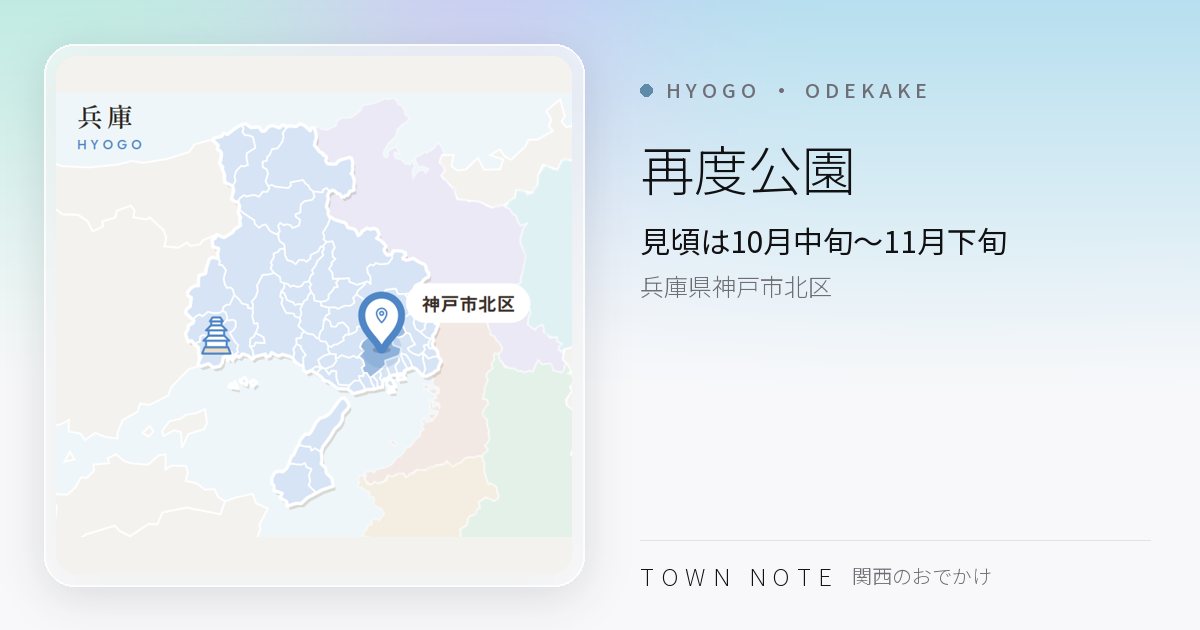 兵庫
HYOGO
神戸市北区
HYOGO • ODEKAKE
再度公園
見頃は10月中旬〜11月下旬
兵庫県神戸市北区
TOWN NOTE 関西のおでかけ